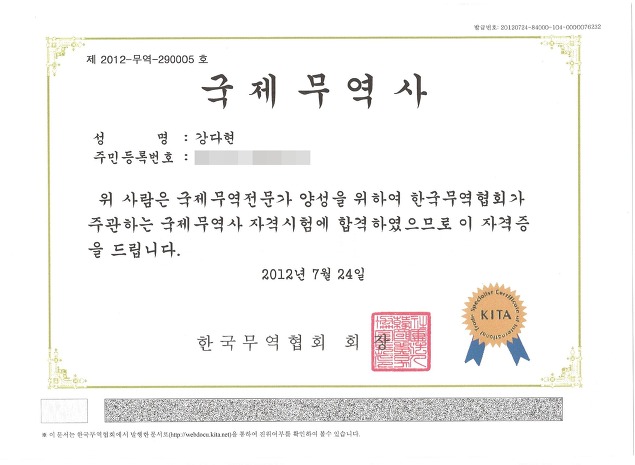 발급번호: 20120724-84000-104-0000076232
제 2012-무역-290005 호
국제무역사
성 명 : 강다현
주민등록번호 :
위 사람은 국제무역전문가 양성을 위하여 한국무역협회가
주관하는 국제무역사 자격시험에 합격하였으므로 이 자격증
을 드립니다.
2012년 7월 24일
Specialist Certificate of International Trade
KITA
한국무역협회 회장
※ 이 문서는 한국무역협회에서 발행한 문서로(http://webdocu.kita.net)을 통하여 진위여부를 확인하여 볼수 있습니다.